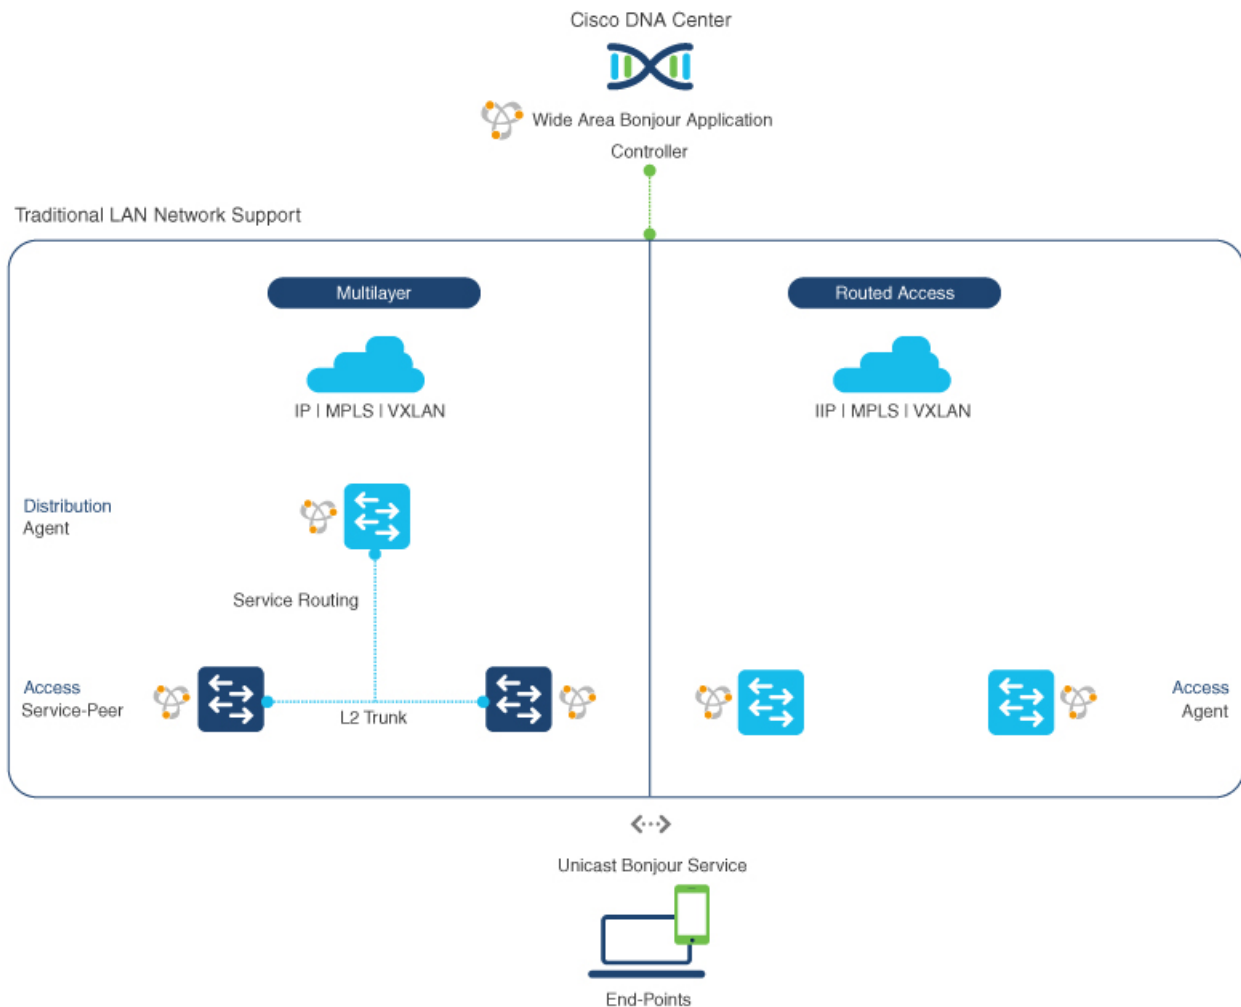 Cisco DNA Center
Wide Area Bonjour Application
Controller
Traditional LAN Network Support
Multilayer
Routed Access
IP | MPLS | VXLAN
IIP | MPLS | VXLAN
Distribution
Agent
Service Routing
Access
Service-Peer
L2 Trunk
Access
Agent
Unicast Bonjour Service
End-Points